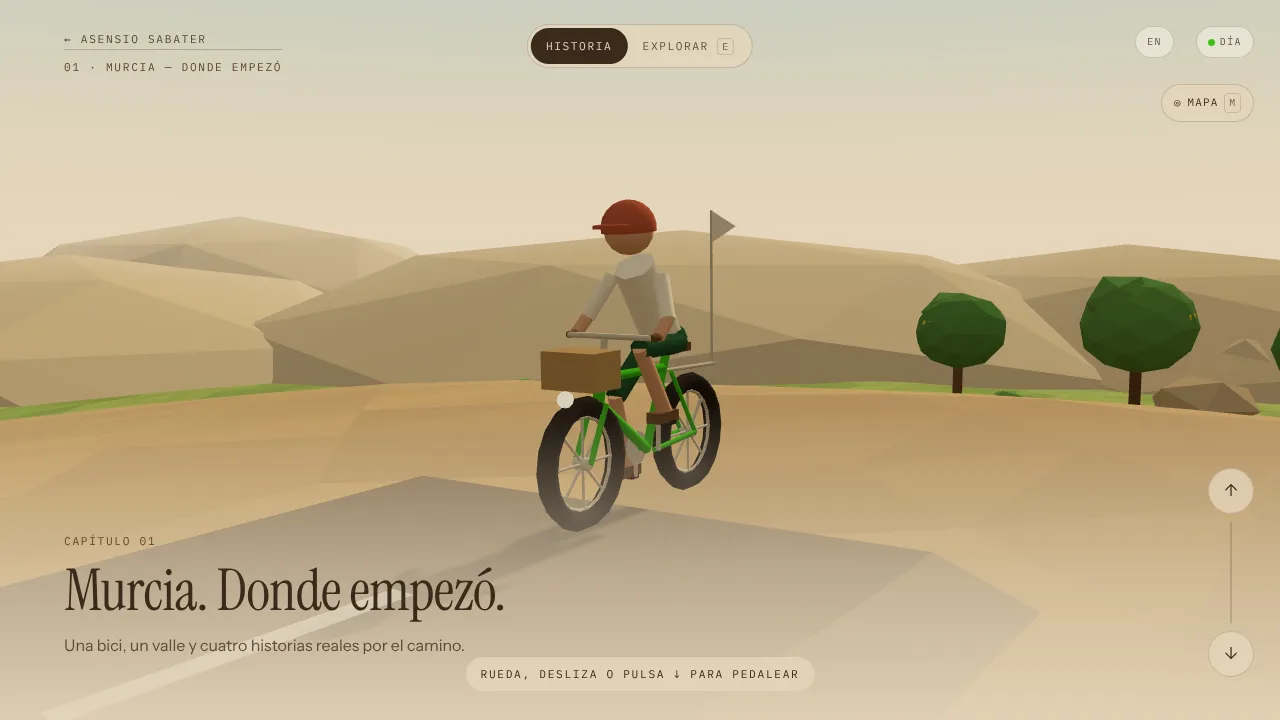 ← ASENSIO SABATER
01 · MURCIA — DONDE EMPEZÓ
HISTORIA
EXPLORAR E
EN
DÍA
◎ MAPA M
CAPÍTULO 01
Murcia. Donde empezó.
Una bici, un valle y cuatro historias reales por el camino.
RUEDA, DESLIZA O PULSA ↓ PARA PEDALEAR
↑
↓